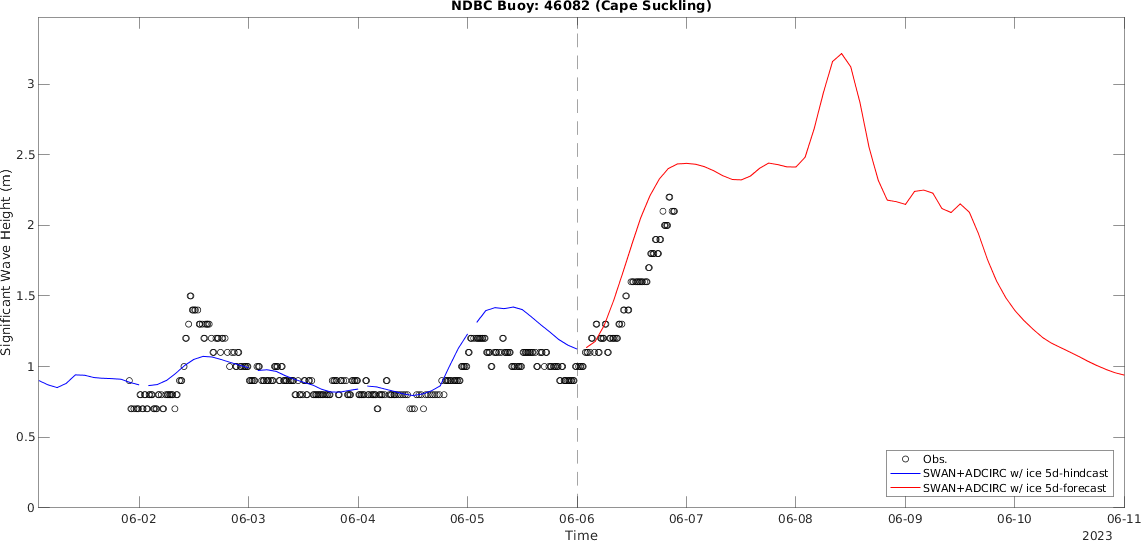 NDBC Buoy: 46082 (Cape Suckling)
Significant Wave Height (m)
3
2.5
2
1.5
1
0.5
0
Obs.
SWAN+ADCIRC w/ ice 5d-hindcast
SWAN+ADCIRC w/ ice 5d-forecast
06-02 06-03 06-04 06-05 06-06 06-07 06-08 06-09 06-10 06-11
Time
2023